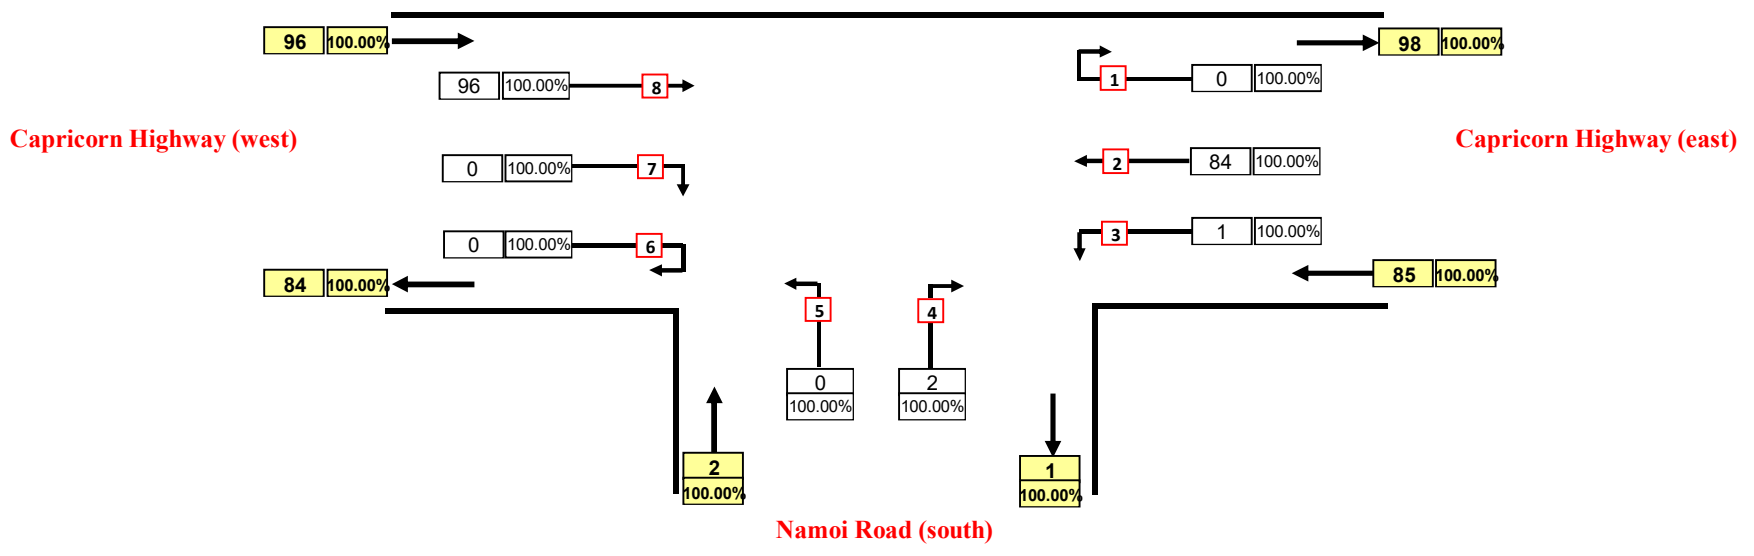 96 100.00%
98 100.00%
96 100.00% 8
1 0 100.00%
Capricorn Highway (west)
Capricorn Highway (east)
0 100.00% 7
2 84 100.00%
0 100.00% 6
3 1 100.00%
84 100.00%
85 100.00%
5
4
0
100.00%
2
100.00%
2
100.00%
1
100.00%
Namoi Road (south)